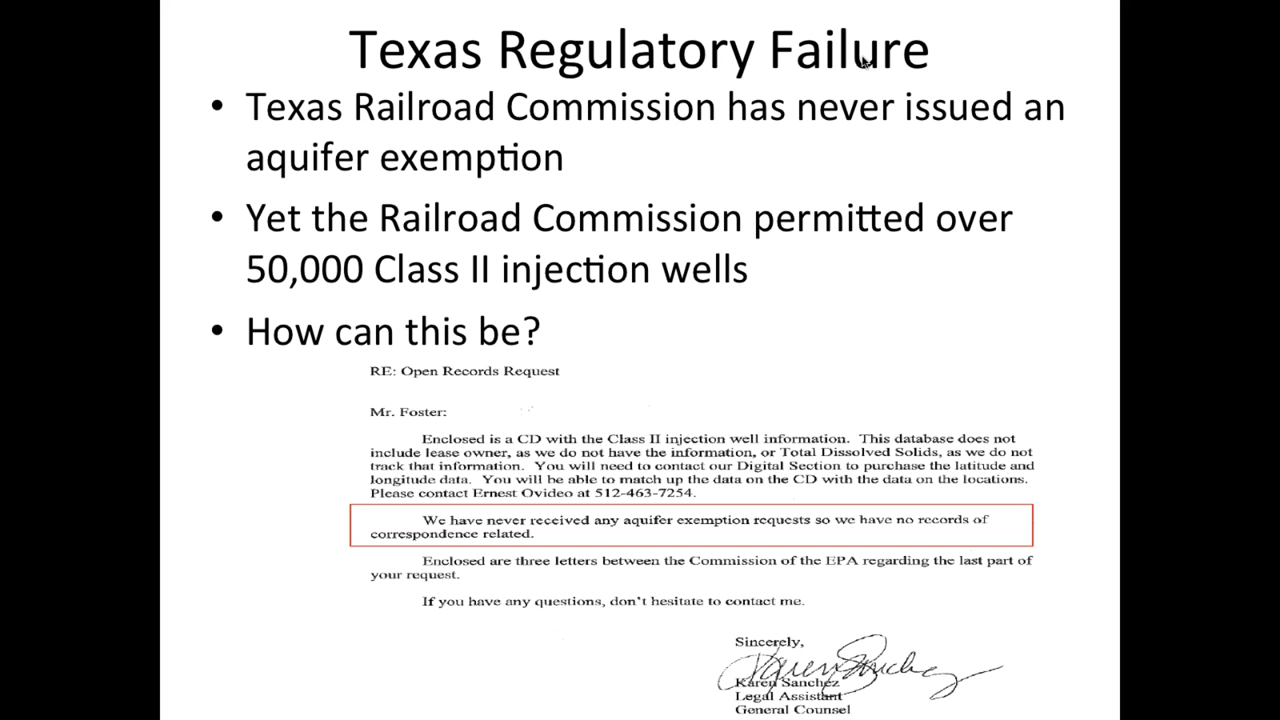 Texas Regulatory Failure
• Texas Railroad Commission has never issued an
aquifer exemption
• Yet the Railroad Commission permitted over
50,000 Class II injection wells
• How can this be?
RE: Open Records Request
Mr. Foster:
Enclosed is a CD with the Class II injection well information. This database does not
include lease owner, as we do not have the information, or Total Dissolved Solids, as we do not
track that information. You will need to contact our Digital Section to purchase the latitude and
longitude data. You will be able to match up the data on the CD with the data on the locations.
Please contact Ernest Ovideo at 512-463-7254.
We have never received any aquifer exemption requests so we have no records of
correspondence related.
Enclosed are three letters between the Commission of the EPA regarding the last part of
your request.
If you have any questions, don't hesitate to contact me.
Sincerely,
Karen Sanchez
Karen Sanchez
Legal Assistant
General Counsel